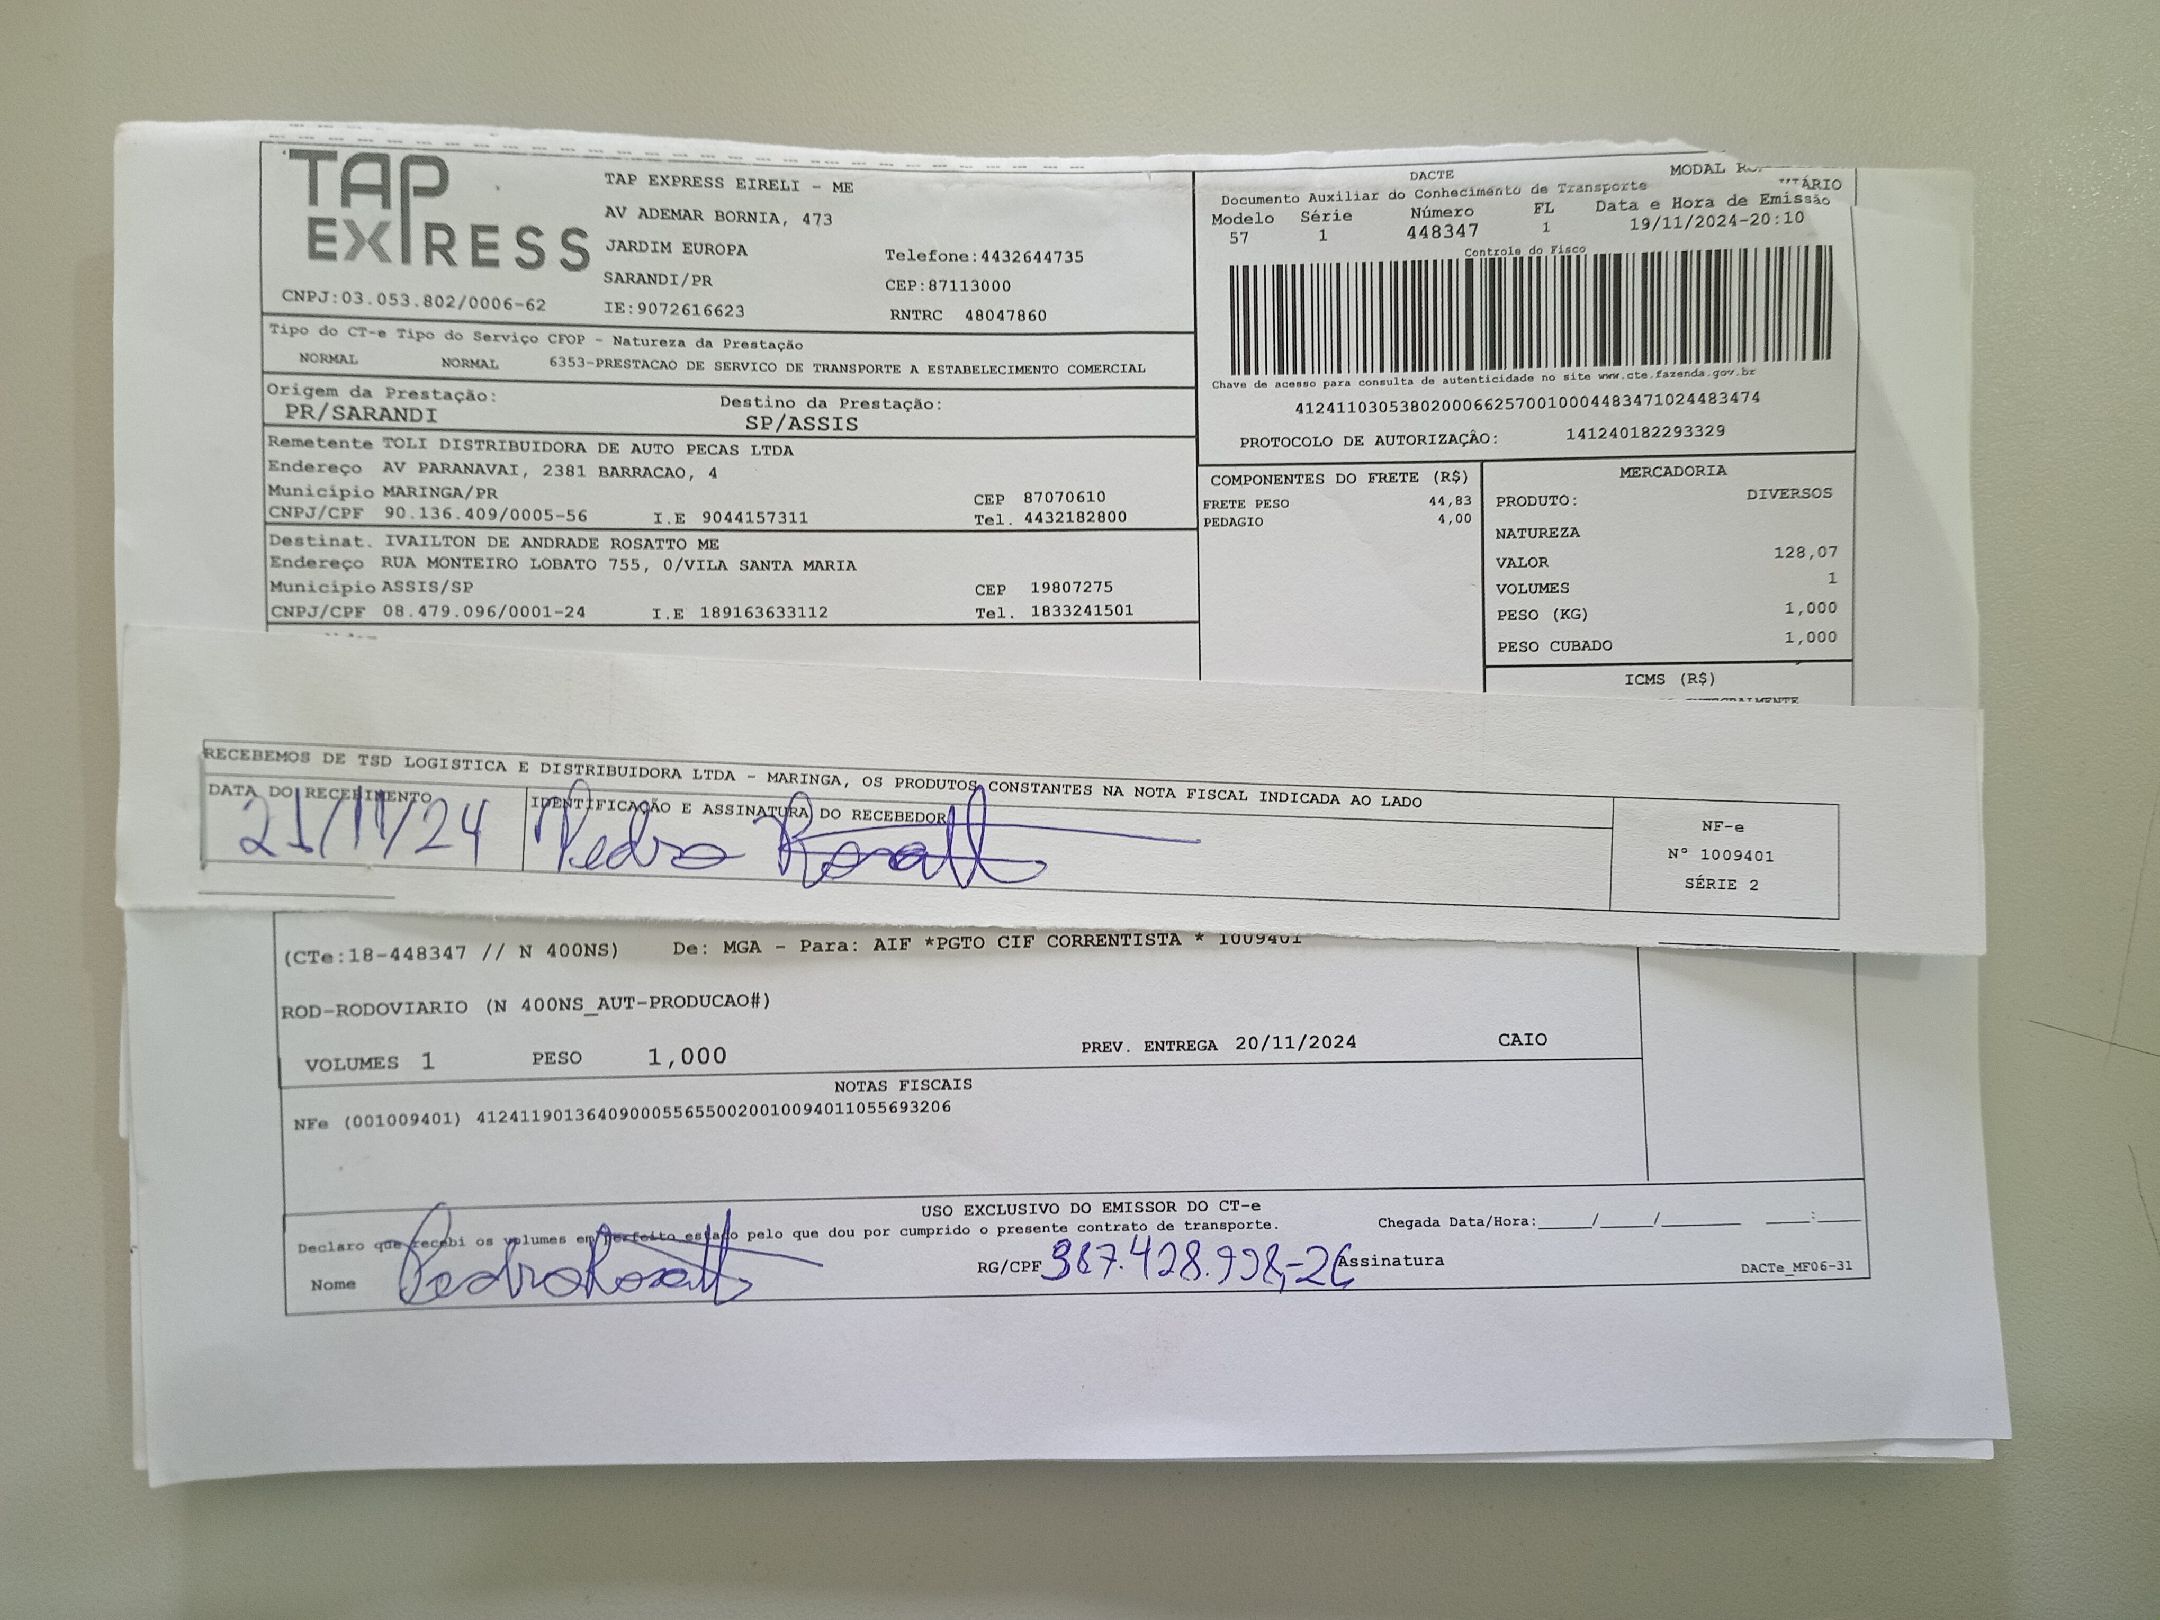 TAP EXPRESS
TAP EXPRESS EIRELI - ME
AV ADEMAR BORNIA, 473
JARDIM EUROPA
Telefone:4432644735
SARANDI/PR
CEP:87113000
CNPJ:03.053.802/0006-62
IE:9072616623
RNTRC 48047860
DACTE
MODAL
Documento Auxiliar do Conhecimento de Transporte
Modelo Série Número FL Data e Hora de Emissão
57 1 448347 1 19/11/2024-20:10
Controle do Fisco
Chave de acesso para consulta de autenticidade no site www.cte.fazenda.gov.br
41241103053802000662570010004483471024483474
PROTOCOLO DE AUTORIZAÇÃO: 141240182293329
Tipo do CT-e Tipo do Serviço CFOP - Natureza da Prestação
NORMAL NORMAL 6353-PRESTACAO DE SERVICO DE TRANSPORTE A ESTABELECIMENTO COMERCIAL
Origem da Prestação: Destino da Prestação:
PR/SARANDI SP/ASSIS
Remetente TOLI DISTRIBUIDORA DE AUTO PECAS LTDA
Endereço AV PARANAVAI, 2381 BARRACAO, 4
Município MARINGA/PR CEP 87070610
CNPJ/CPF 90.136.409/0005-56 I.E 9044157311 Tel. 4432182800
Destinat. IVAILTON DE ANDRADE ROSATTO ME
Endereço RUA MONTEIRO LOBATO 755, 0/VILA SANTA MARIA
Município ASSIS/SP CEP 19807275
CNPJ/CPF 08.479.096/0001-24 I.E 189163633112 Tel. 1833241501
COMPONENTES DO FRETE (R$)
FRETE PESO 44,83
PEDAGIO 4,00
MERCADORIA
PRODUTO: DIVERSOS
NATUREZA
VALOR 128,07
VOLUMES 1
PESO (KG) 1,000
PESO CUBADO 1,000
ICMS (R$)
RECEBEMOS DE TSD LOGISTICA E DISTRIBUIDORA LTDA - MARINGA, OS PRODUTOS CONSTANTES NA NOTA FISCAL INDICADA AO LADO
DATA DO RECEBIMENTO
21/11/24
IDENTIFICAÇÃO E ASSINATURA DO RECEBEDOR
Pedro Rosatto
NF-e
N° 1009401
SÉRIE 2
(CTe:18-448347 // N 400NS) De: MGA - Para: AIF *PGTO CIF CORRENTISTA * 1009401
ROD-RODOVIARIO (N 400NS_AUT-PRODUCAO#)
VOLUMES 1 PESO 1,000 PREV. ENTREGA 20/11/2024 CAIO
NOTAS FISCAIS
NFe (001009401) 41241190136409000556550020010094011055693206
USO EXCLUSIVO DO EMISSOR DO CT-e
Declaro que recebi os volumes em perfeito estado pelo que dou por cumprido o presente contrato de transporte.
Chegada Data/Hora:_____/_____/________ ____:____
Nome Pedro Rosatto RG/CPF Assinatura
DACTe_MF06-31